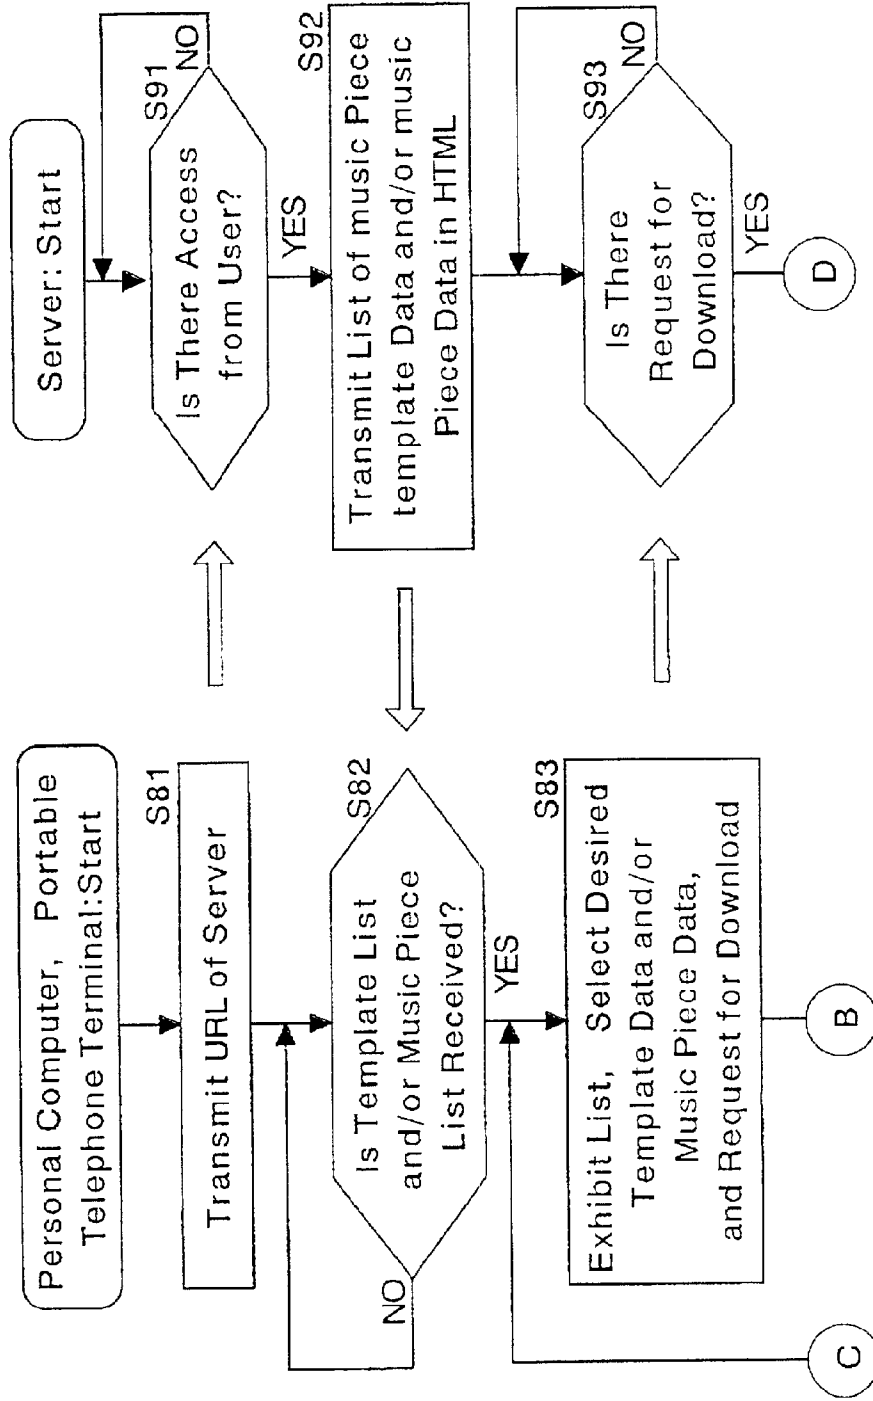 Personal Computer, Portable
Telephone Terminal:Start
S81
Transmit URL of Server
S82
Is Template List
and/or Music Piece
List Received?
NO
YES
S83
Exhibit List, Select Desired
Template Data and/or
Music Piece Data,
and Request for Download
C
B
Server: Start
S91
Is There Access
from User?
NO
YES
S92
Transmit List of music Piece
template Data and/or music
Piece Data in HTML
S93
Is There
Request for
Download?
NO
YES
D